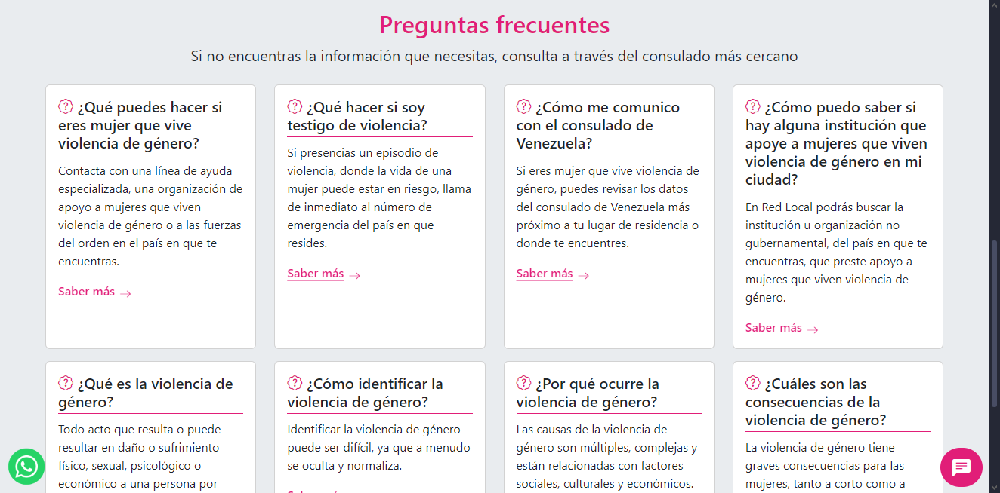 Preguntas frecuentes
Si no encuentras la información que necesitas, consulta a través del consulado más cercano
¿Qué puedes hacer si
eres mujer que vive
violencia de género?
Contacta con una línea de ayuda
especializada, una organización de
apoyo a mujeres que viven
violencia de género o a las fuerzas
del orden en el país en que te
encuentras.
Saber más →
¿Qué hacer si soy
testigo de violencia?
Si presencias un episodio de
violencia, donde la vida de una
mujer puede estar en riesgo, llama
de inmediato al número de
emergencia del país en que
resides.
Saber más →
¿Cómo me comunico
con el consulado de
Venezuela?
Si eres mujer que vive violencia de
género, puedes revisar los datos
del consulado de Venezuela más
próximo a tu lugar de residencia o
donde te encuentres.
Saber más →
¿Cómo puedo saber si
hay alguna institución que
apoye a mujeres que viven
violencia de género en mi
ciudad?
En Red Local podrás buscar la
institución u organización no
gubernamental, del país en que te
encuentras, que preste apoyo a
mujeres que viven violencia de
género.
Saber más →
¿Qué es la violencia de
género?
Todo acto que resulta o puede
resultar en daño o sufrimiento
físico, sexual, psicológico o
económico a una persona por
¿Cómo identificar la
violencia de género?
Identificar la violencia de género
puede ser difícil, ya que a menudo
se oculta y normaliza.
¿Por qué ocurre la
violencia de género?
Las causas de la violencia de
género son múltiples, complejas y
están relacionadas con factores
sociales, culturales y económicos.
¿Cuáles son las
consecuencias de la
violencia de género?
La violencia de género tiene
graves consecuencias para las
mujeres, tanto a corto como a